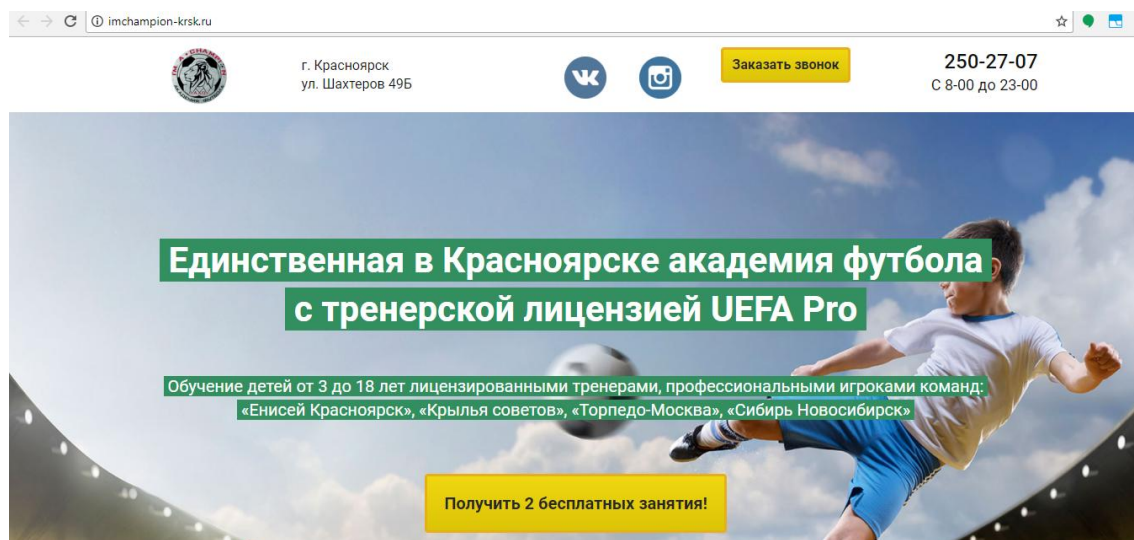 imchampion-krsk.ru
I'M A CHAMPION
г. Красноярск
ул. Шахтеров 49Б
Заказать звонок
250-27-07
С 8-00 до 23-00
Единственная в Красноярске академия футбола
с тренерской лицензией UEFA Pro
Обучение детей от 3 до 18 лет лицензированными тренерами, профессиональными игроками команд:
«Енисей Красноярск», «Крылья советов», «Торпедо-Москва», «Сибирь Новосибирск»
Получить 2 бесплатных занятия!